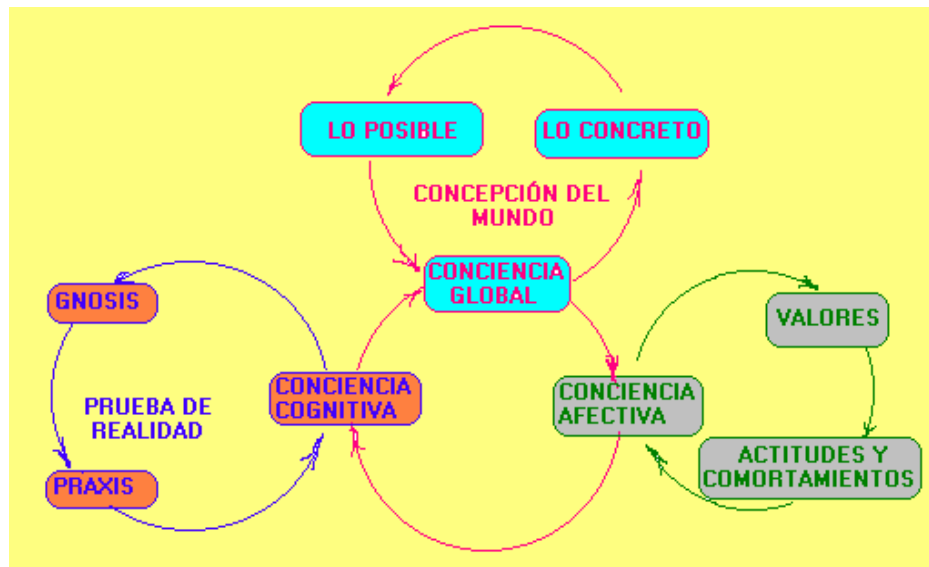 LO POSIBLE
LO CONCRETO
CONCEPCIÓN DEL
MUNDO
CONCIENCIA
GLOBAL
GNOSIS
PRUEBA DE
REALIDAD
PRAXIS
CONCIENCIA
COGNITIVA
CONCIENCIA
AFECTIVA
VALORES
ACTITUDES Y
COMORTAMIENTOS